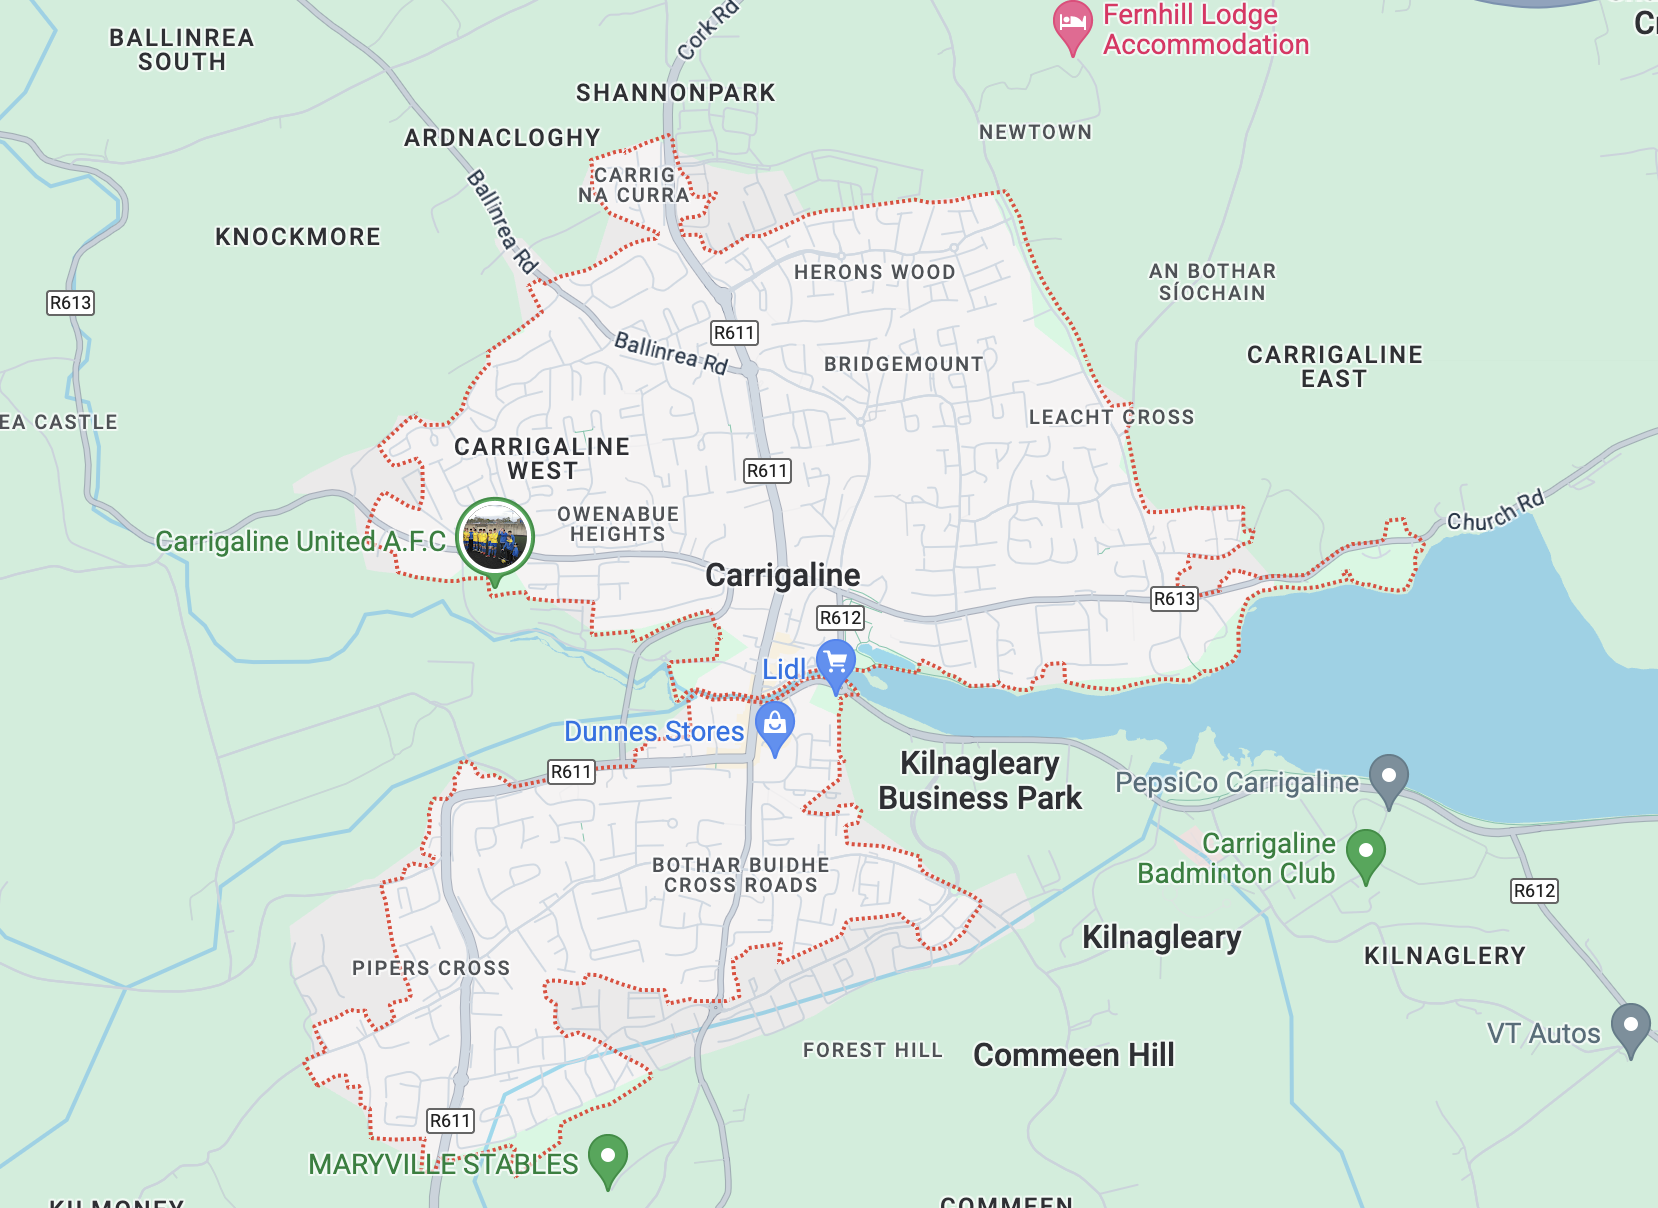 Fernhill Lodge
Accommodation
BALLINREA
SOUTH
Cork Rd
SHANNONPARK
ARDNACLOGHY
NEWTOWN
CARRIG
NA CURRA
Ballinrea Rd
KNOCKMORE
HERONS WOOD
AN BOTHAR
SÍOCHAIN
R613
R611
Ballinrea Rd
BRIDGEMOUNT
CARRIGALINE
EAST
EA CASTLE
LEACHT CROSS
CARRIGALINE
WEST
R611
Church Rd
OWENABUE
HEIGHTS
Carrigaline United A.F.C
Carrigaline
R613
R612
Lidl
Dunnes Stores
R611
Kilnagleary
Business Park
PepsiCo Carrigaline
Carrigaline
Badminton Club
BOTHAR BUIDHE
CROSS ROADS
R612
Kilnagleary
KILNAGLERY
PIPERS CROSS
VT Autos
FOREST HILL
Commeen Hill
R611
MARYVILLE STABLES
KILMONEY
COMMEEN